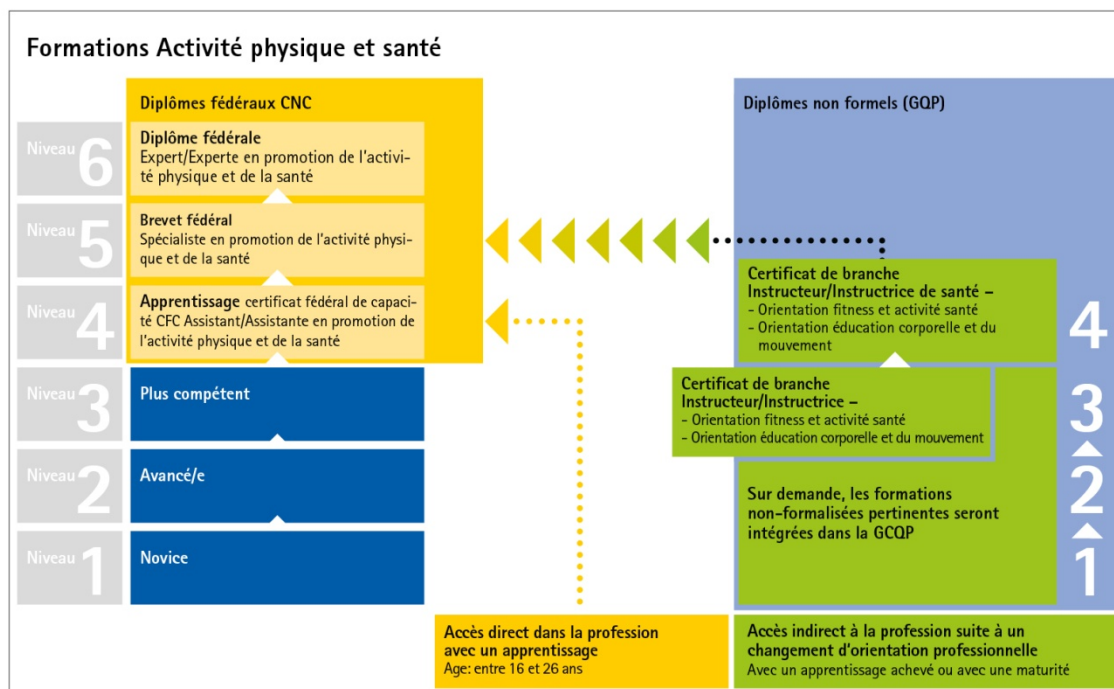 Formations Activité physique et santé
Diplômes fédéraux CNC
Niveau 6
Diplôme fédérale
Expert/Experte en promotion de l'activi-
té physique et de la santé
Niveau 5
Brevet fédéral
Spécialiste en promotion de l'activité physi-
que et de la santé
Niveau 4
Apprentissage certificat fédéral de capaci-
té CFC Assistant/Assistante en promotion de
l'activité physique et de la santé
Niveau 3
Plus compétent
Niveau 2
Avancé/e
Niveau 1
Novice
Accès direct dans la profession
avec un apprentissage
Age: entre 16 et 26 ans
Diplômes non formels (GQP)
Certificat de branche
Instructeur/Instructrice de santé –
- Orientation fitness et activité santé
- Orientation éducation corporelle et du
mouvement
4
Certificat de branche
Instructeur/Instructrice –
- Orientation fitness et activité santé
- Orientation éducation corporelle et du mouvement
3
Sur demande, les formations
non-formalisées pertinentes seront
intégrées dans la GCQP
2
1
Accès indirect à la profession suite à un
changement d'orientation professionnelle
Avec un apprentissage achevé ou avec une maturité